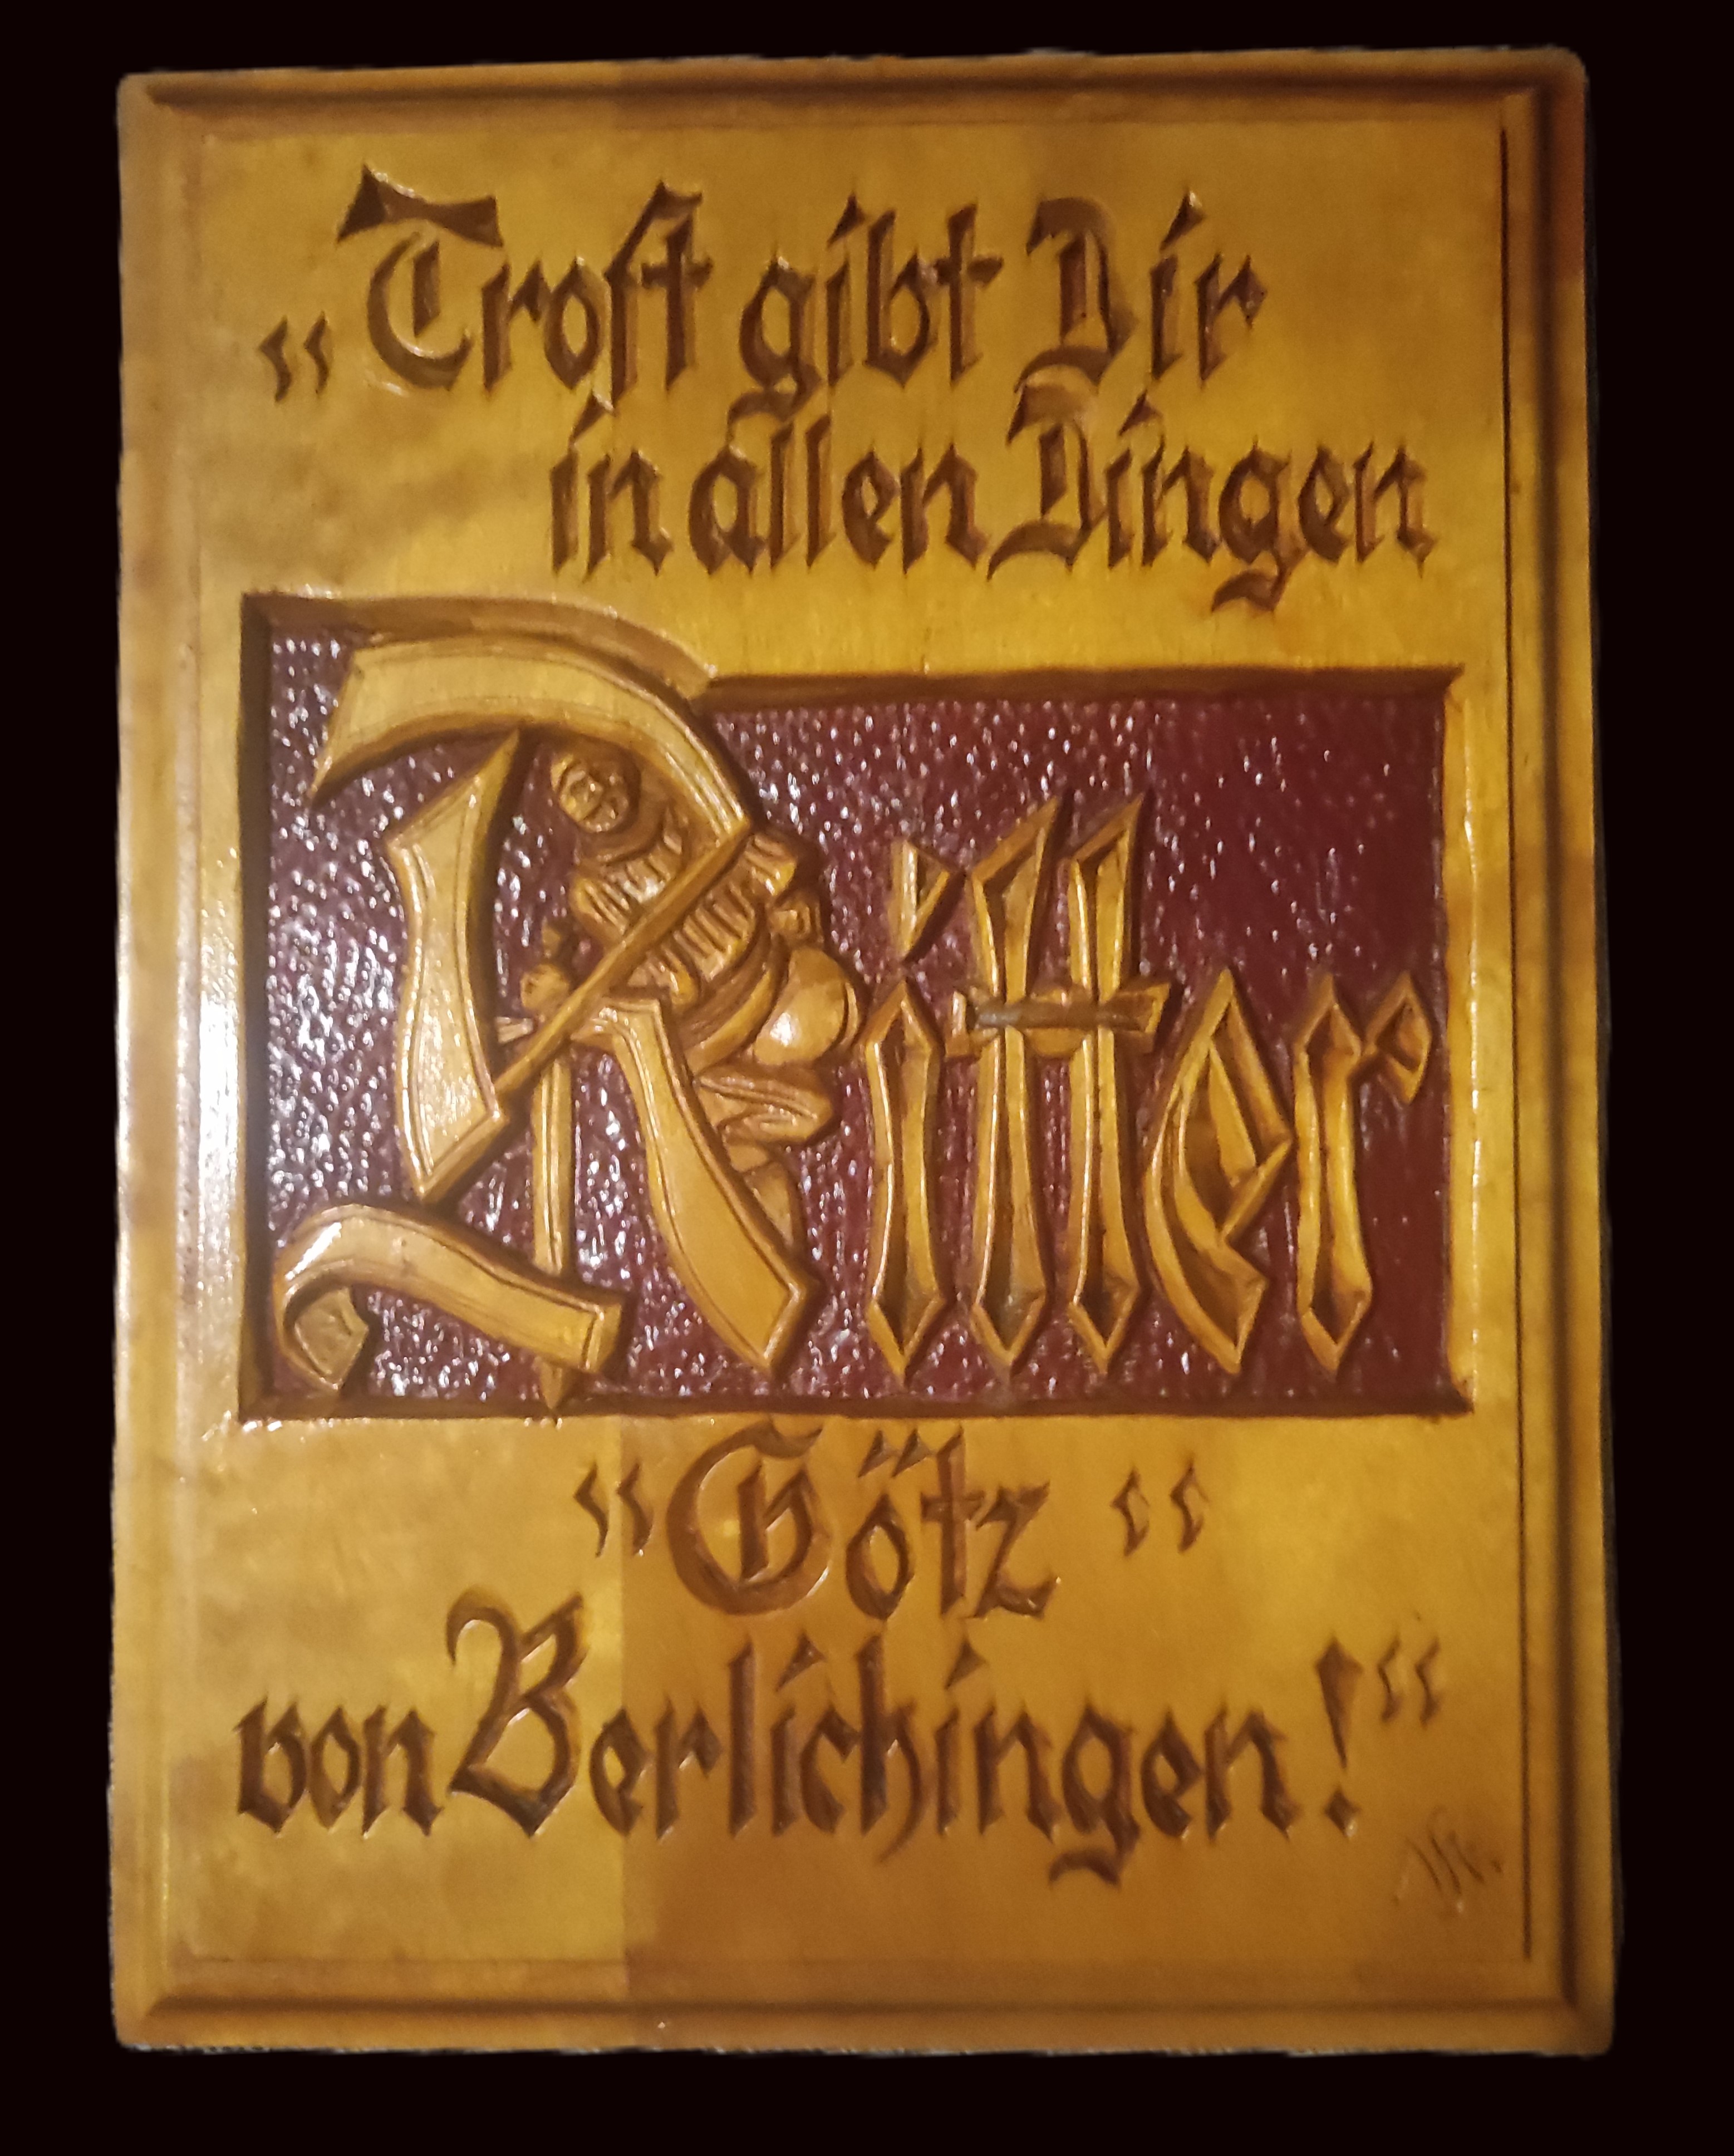 „Trost gibt Dir
in allen Dingen
Ritter
“Götz“
von Berlichingen!“